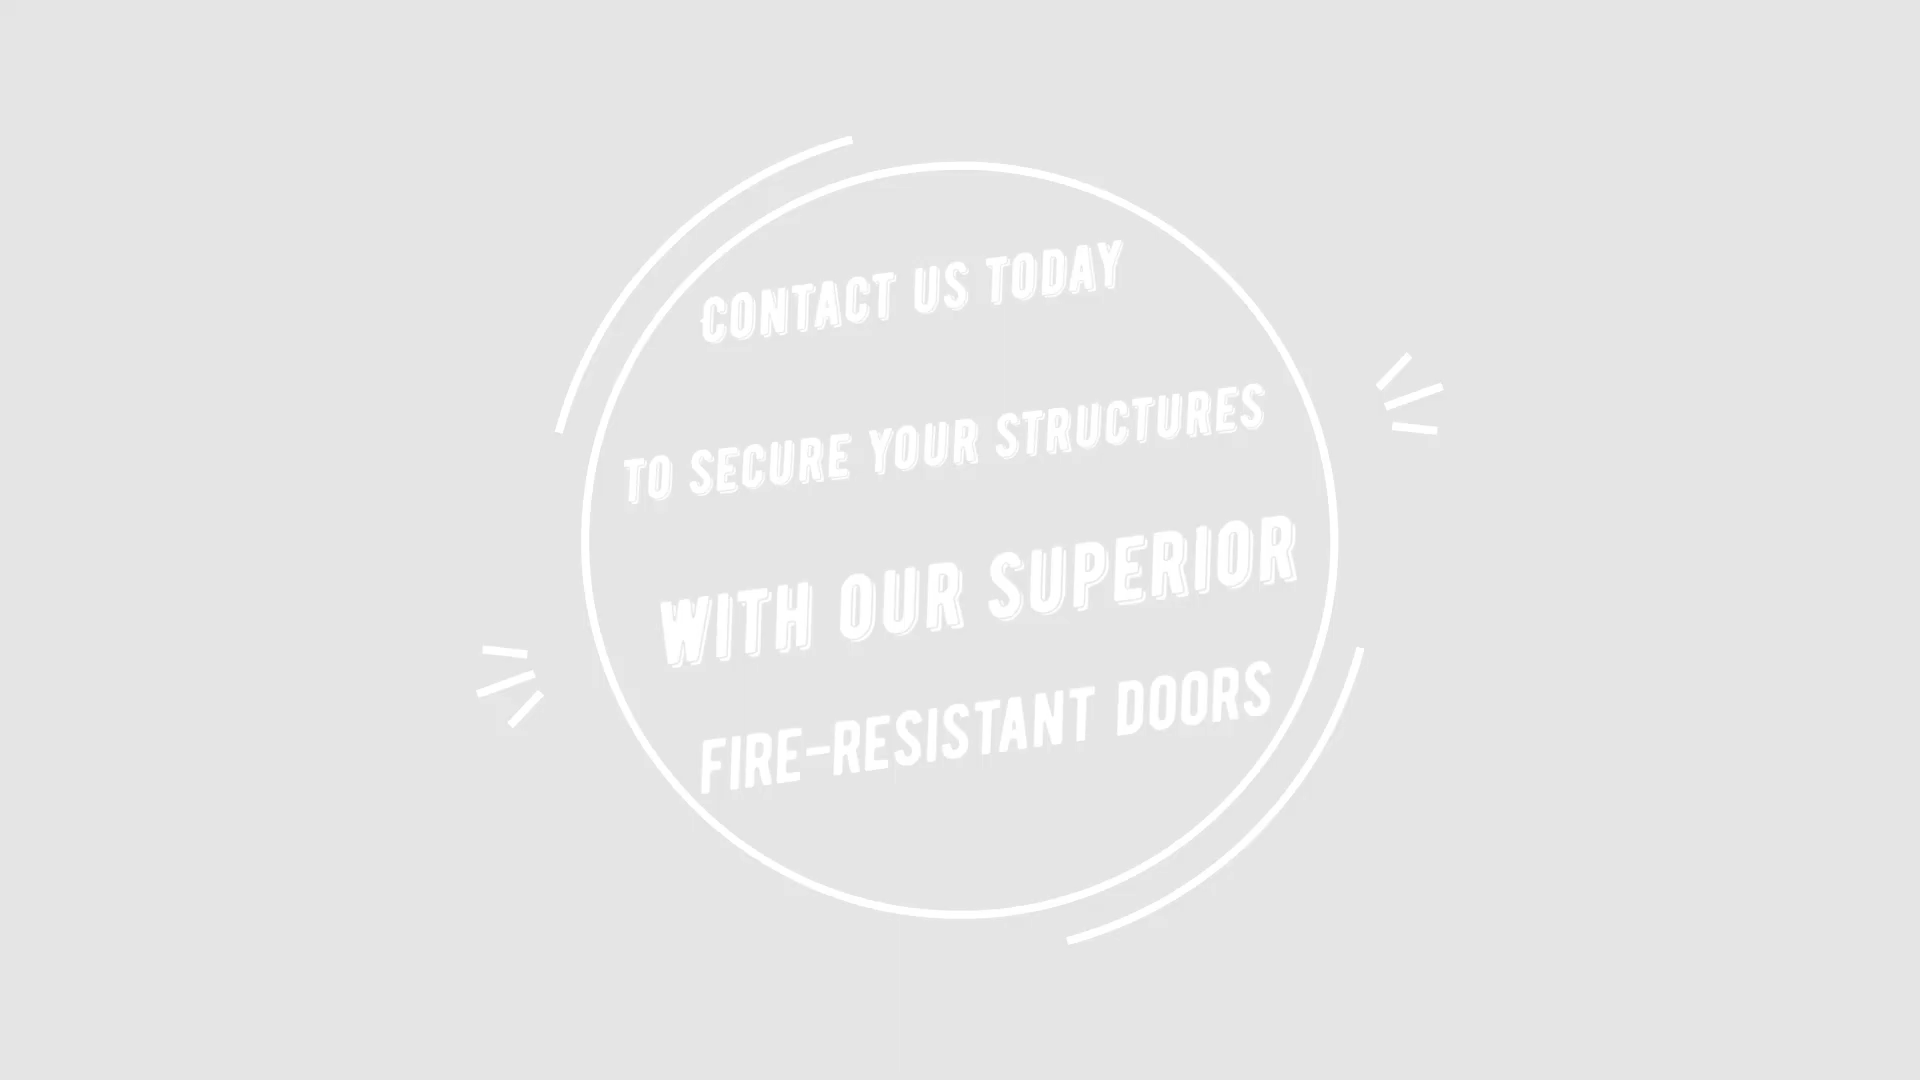 CONTACT US TODAY
TO SECURE YOUR STRUCTURES
WITH OUR SUPERIOR
FIRE-RESISTANT DOORS